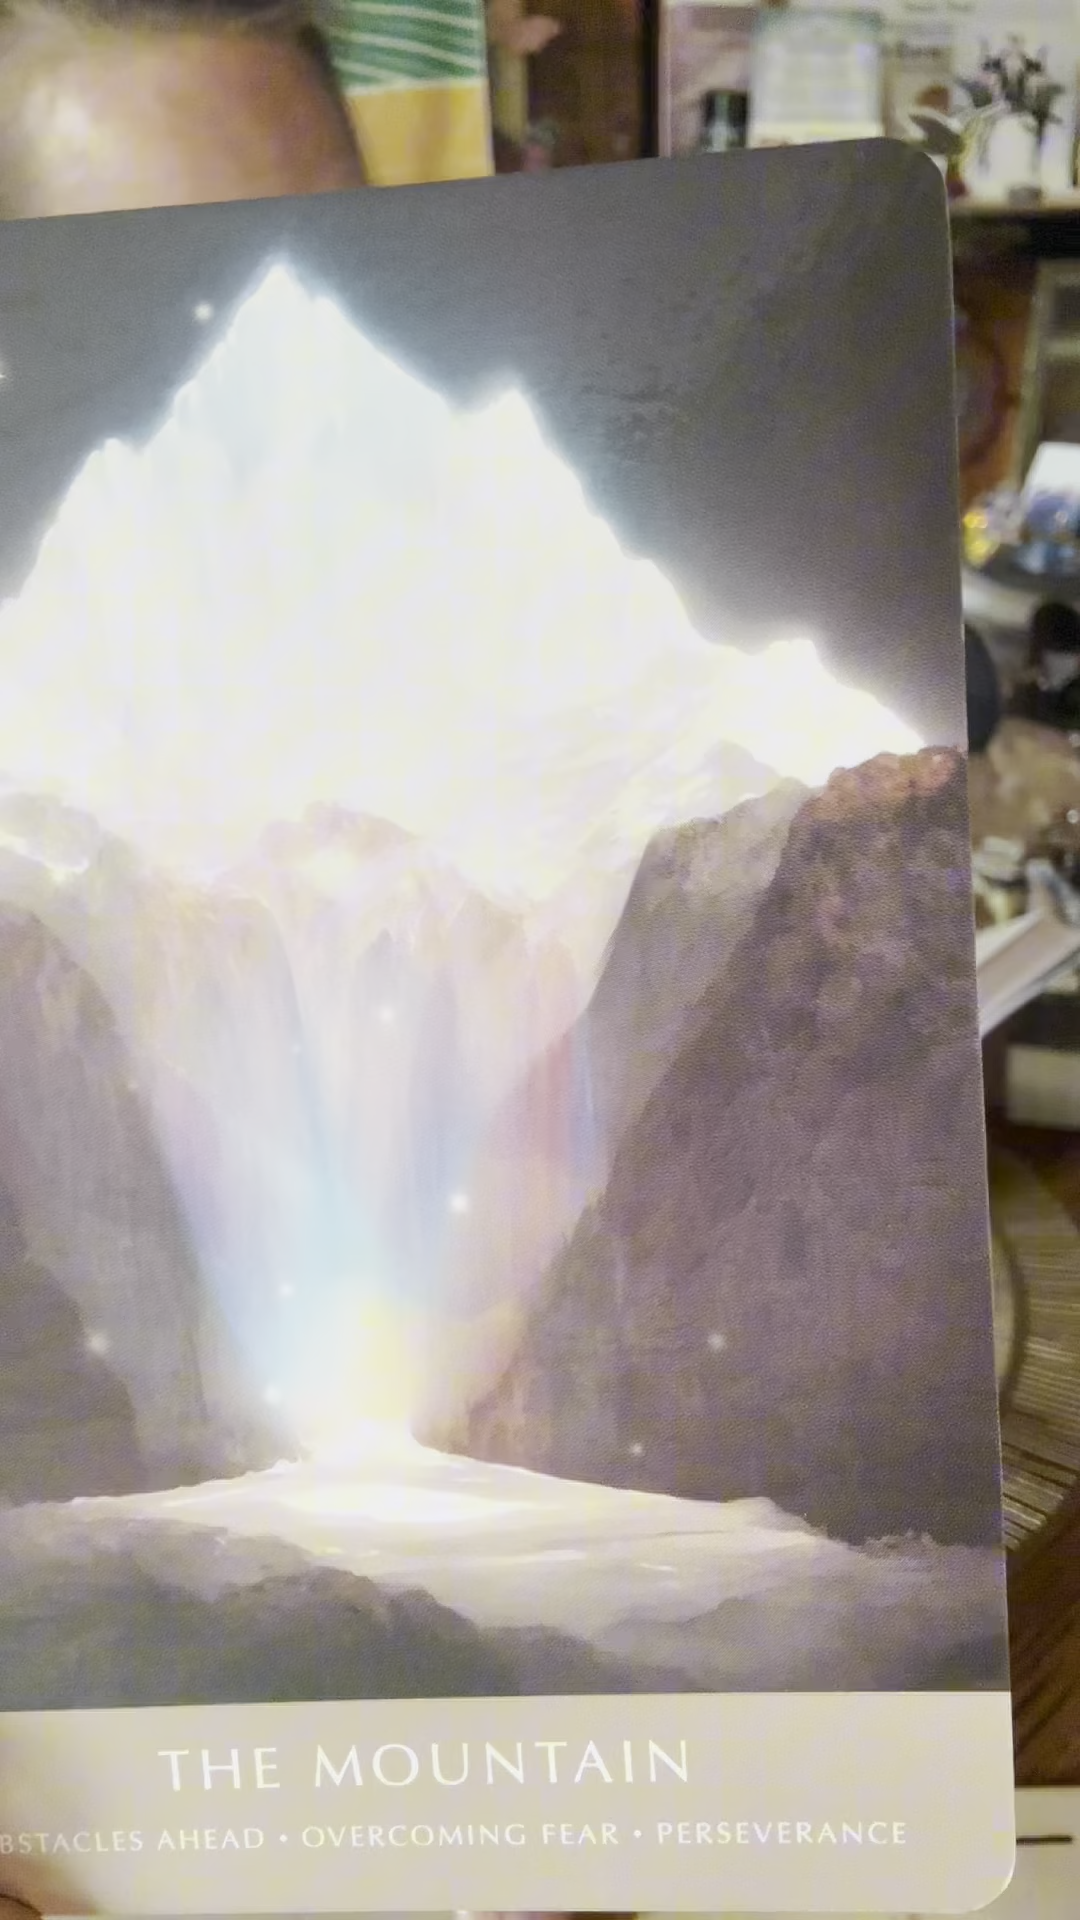 THE MOUNTAIN
BSTACLES AHEAD • OVERCOMING FEAR • PERSEVERANCE